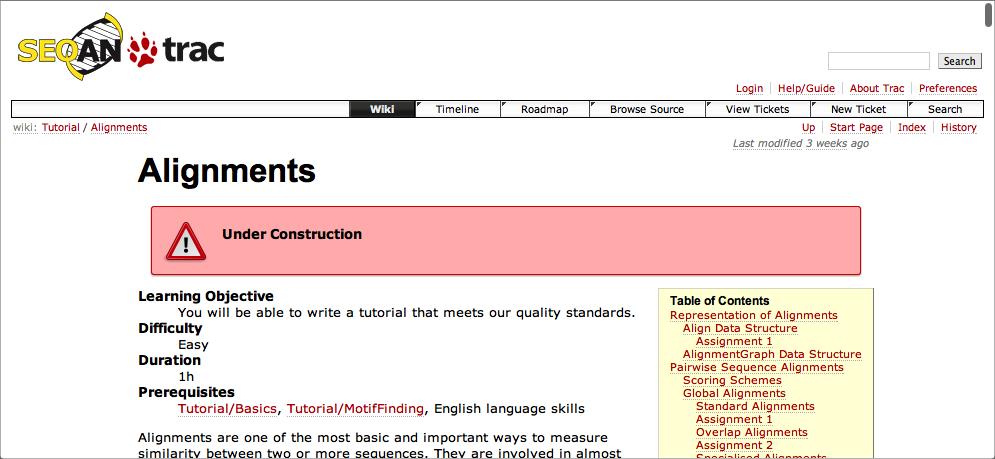 SEQAN trac
Search
Login Help/Guide About Trac Preferences
Wiki Timeline Roadmap Browse Source View Tickets New Ticket Search
wiki: Tutorial / Alignments
Up Start Page Index History
Last modified 3 weeks ago
Alignments
Under Construction
Learning Objective
You will be able to write a tutorial that meets our quality standards.
Difficulty
Easy
Duration
1h
Prerequisites
Tutorial/Basics, Tutorial/MotifFinding, English language skills
Alignments are one of the most basic and important ways to measure
similarity between two or more sequences. They are involved in almost
Table of Contents
Representation of Alignments
Align Data Structure
Assignment 1
AlignmentGraph Data Structure
Pairwise Sequence Alignments
Scoring Schemes
Global Alignments
Standard Alignments
Assignment 1
Overlap Alignments
Assignment 2
Specialised Alignments